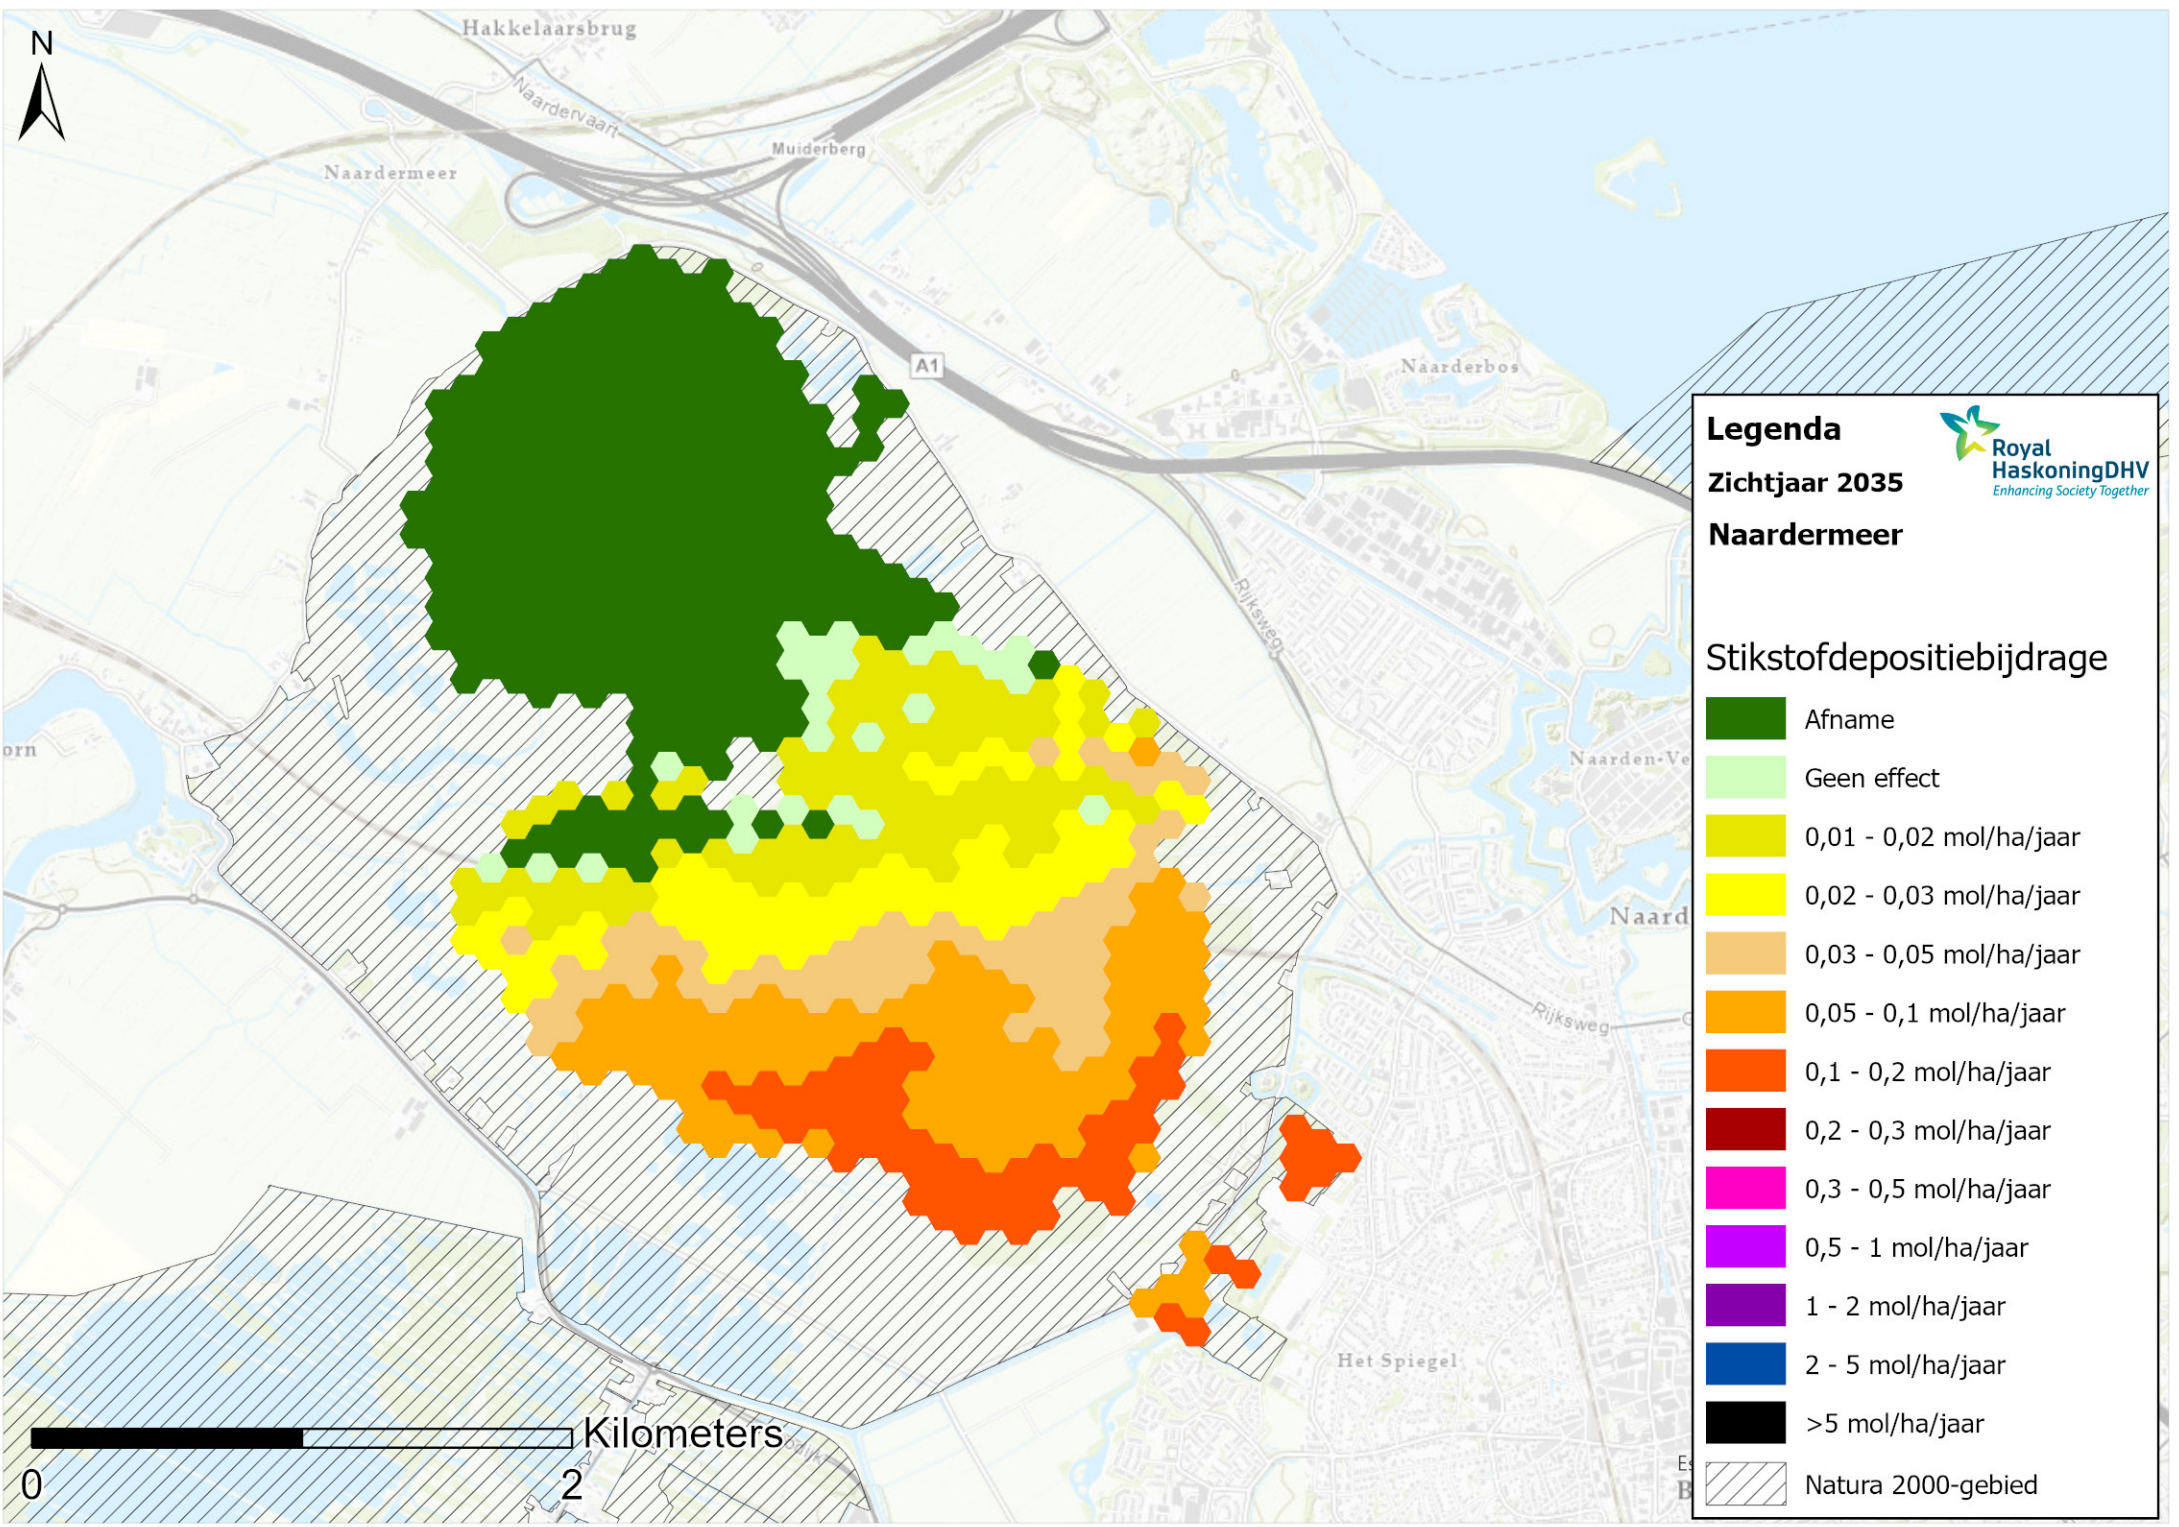 Hakkelaarsbrug
N
Naardervaart
Muiderberg
Naardermeer
A1
Naarderbos
Legenda
Royal
HaskoningDHV
Enhancing Society Together
Zichtjaar 2035
Naardermeer
Rijksweg
Stikstofdepositiebijdrage
Afname
orn
Naarden-Ve
Geen effect
0,01 - 0,02 mol/ha/jaar
0,02 - 0,03 mol/ha/jaar
Naard
0,03 - 0,05 mol/ha/jaar
0,05 - 0,1 mol/ha/jaar
Rijksweg
0,1 - 0,2 mol/ha/jaar
0,2 - 0,3 mol/ha/jaar
0,3 - 0,5 mol/ha/jaar
0,5 - 1 mol/ha/jaar
1 - 2 mol/ha/jaar
Het Spiegel
2 - 5 mol/ha/jaar
>5 mol/ha/jaar
Kilometers
0 2
Es
B
Natura 2000-gebied